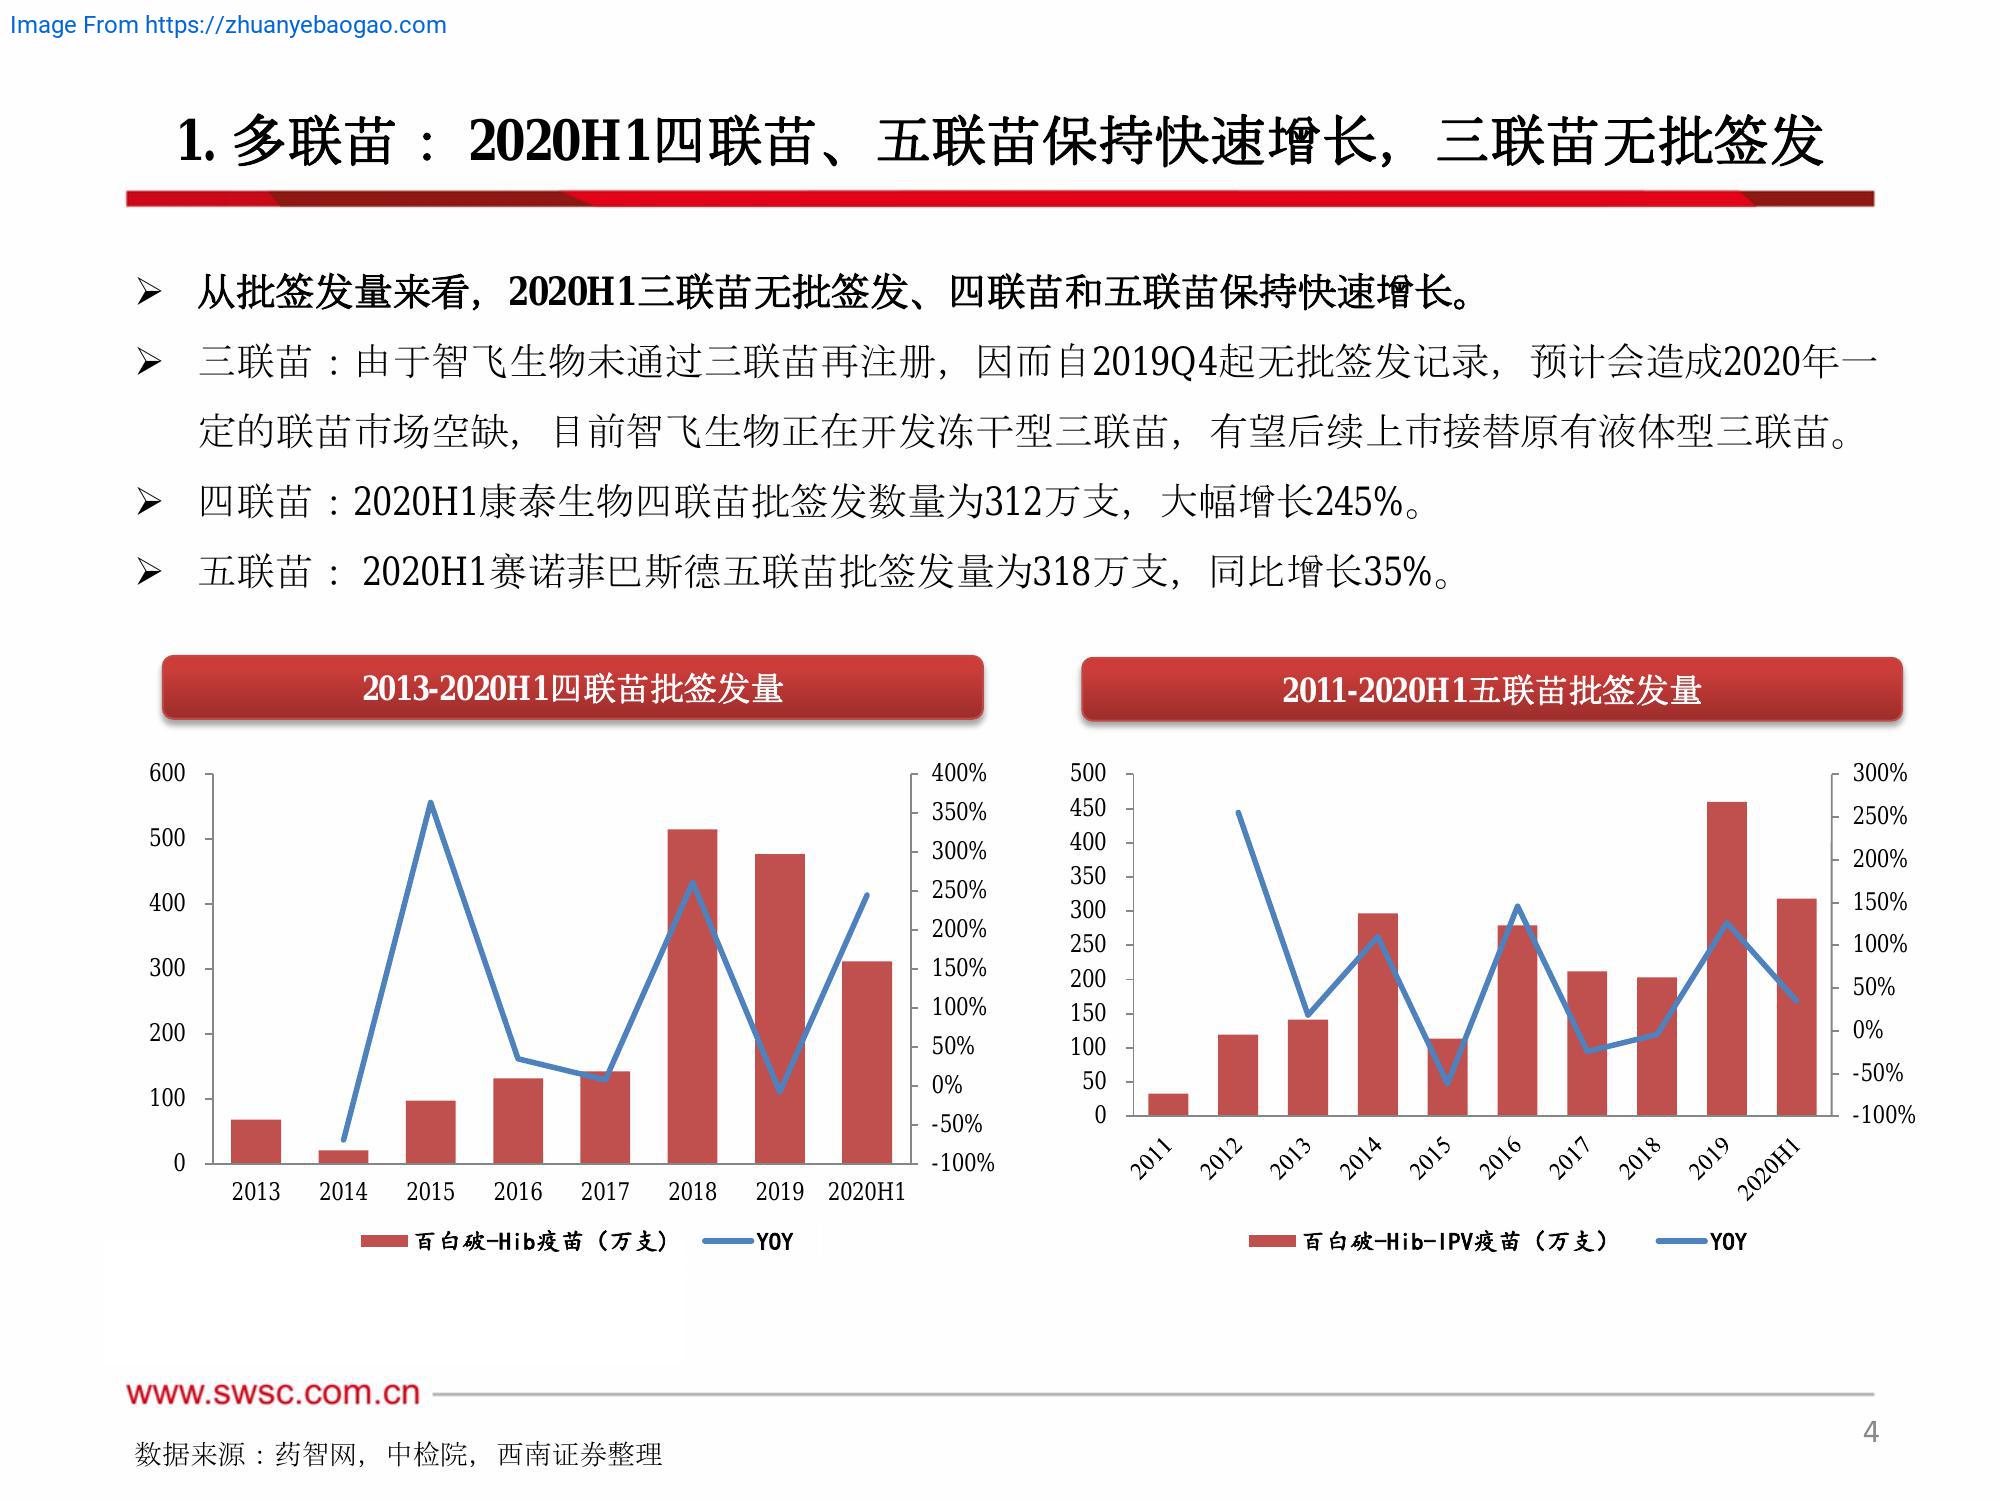 Image From https://zhuanyebaogao.com
1. 多联苗：2020H1四联苗、五联苗保持快速增长，三联苗无批签发
➢ 从批签发量来看，2020H1三联苗无批签发、四联苗和五联苗保持快速增长。
➢ 三联苗：由于智飞生物未通过三联苗再注册，因而自2019Q4起无批签发记录，预计会造成2020年一
定的联苗市场空缺，目前智飞生物正在开发冻干型三联苗，有望后续上市接替原有液体型三联苗。
➢ 四联苗：2020H1康泰生物四联苗批签发数量为312万支，大幅增长245%。
➢ 五联苗：2020H1赛诺菲巴斯德五联苗批签发量为318万支，同比增长35%。
2013-2020H1四联苗批签发量
600
500
400
300
200
100
0
400%
350%
300%
250%
200%
150%
100%
50%
0%
-50%
-100%
2013 2014 2015 2016 2017 2018 2019 2020H1
百白破-Hib疫苗（万支） YOY
2011-2020H1五联苗批签发量
500
450
400
350
300
250
200
150
100
50
0
300%
250%
200%
150%
100%
50%
0%
-50%
-100%
2011 2012 2013 2014 2015 2016 2017 2018 2019 2020H1
百白破-Hib-IPV疫苗（万支） YOY
www.swsc.com.cn
4
数据来源：药智网，中检院，西南证券整理